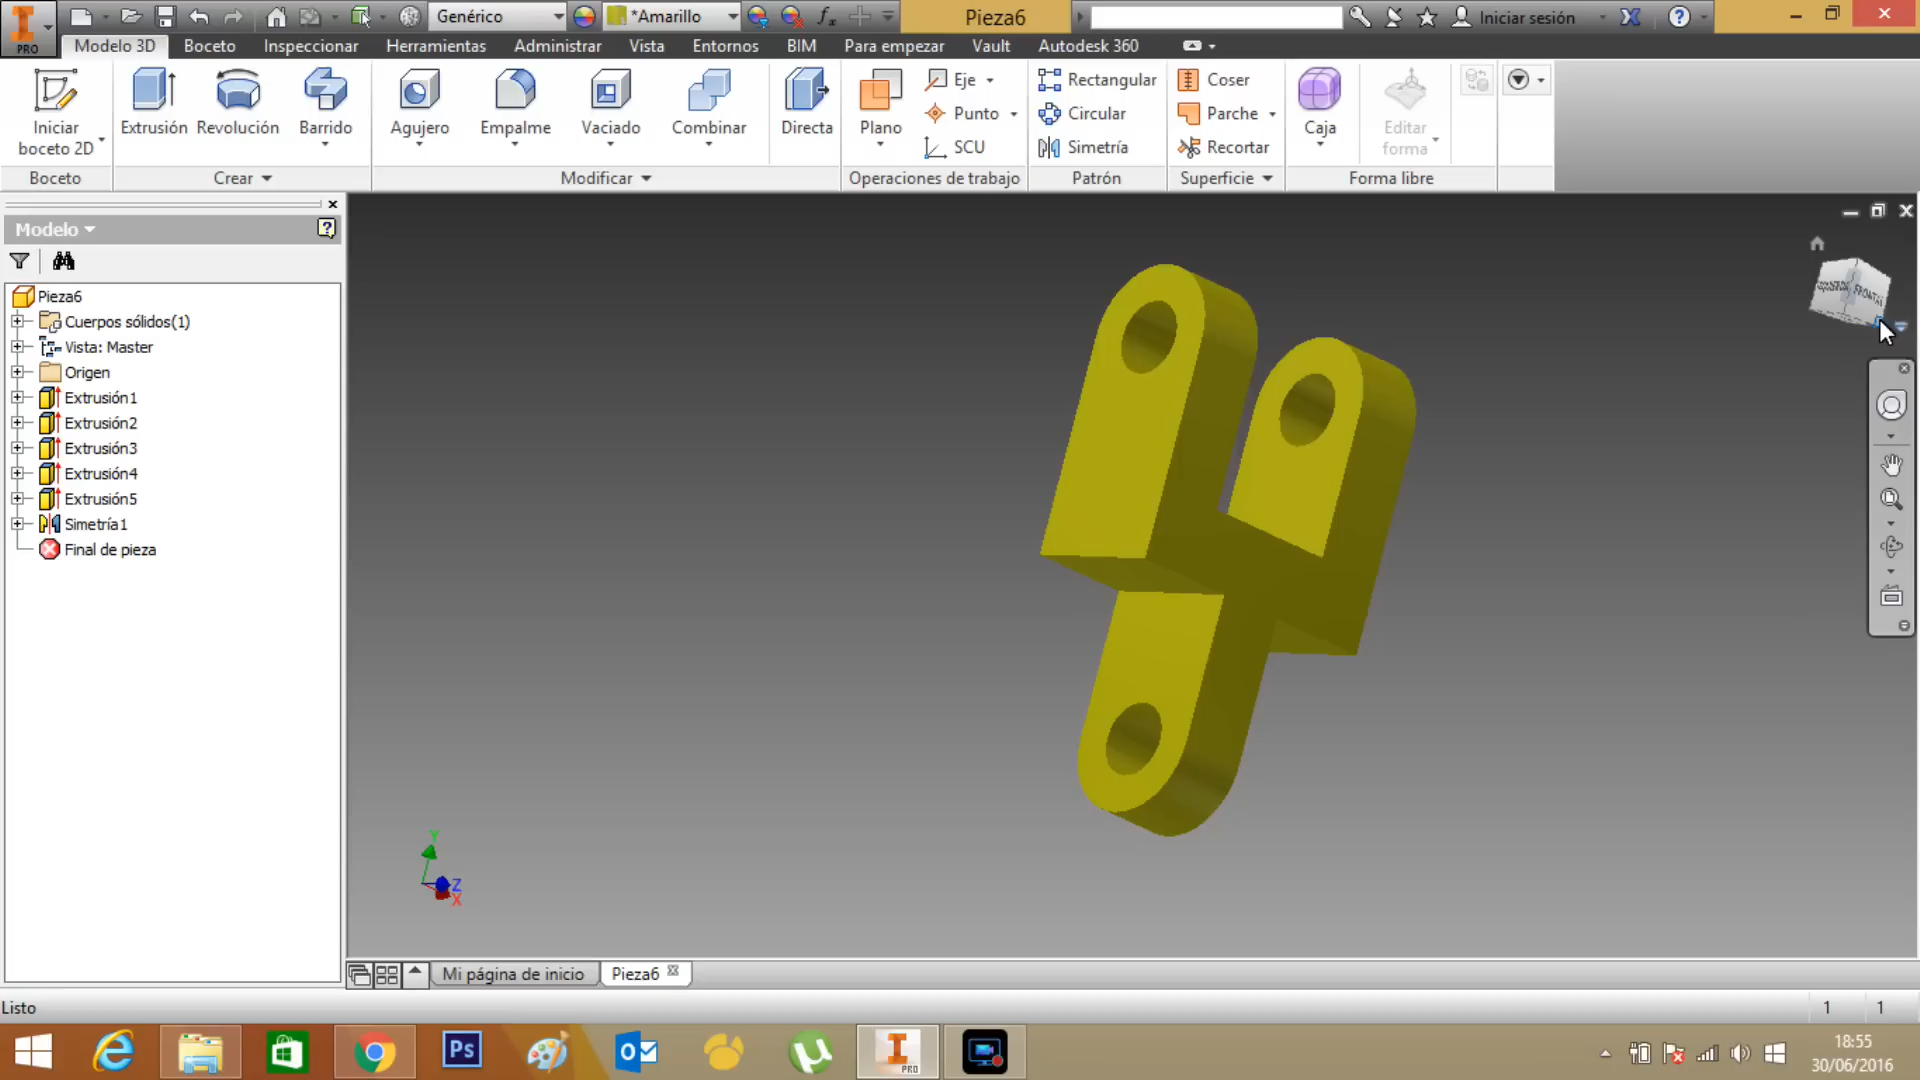 Genérico
*Amarillo
Pieza6
Iniciar sesión
PRO
Modelo 3D
Boceto
Inspeccionar
Herramientas
Administrar
Vista
Entornos
BIM
Para empezar
Vault
Autodesk 360
Iniciar
boceto 2D
Extrusión
Revolución
Barrido
Agujero
Empalme
Vaciado
Combinar
Directa
Plano
Eje
Punto
SCU
Rectangular
Circular
Simetría
Coser
Parche
Recortar
Caja
Editar
forma
Boceto
Crear
Modificar
Operaciones de trabajo
Patrón
Superficie
Forma libre
Modelo
Pieza6
Cuerpos sólidos(1)
Vista: Master
Origen
Extrusión1
Extrusión2
Extrusión3
Extrusión4
Extrusión5
Simetría1
Final de pieza
FRONTAL
Y
Z
X
Mi página de inicio
Pieza6
Listo
1
1
Ps
PRO
18:55
30/06/2016